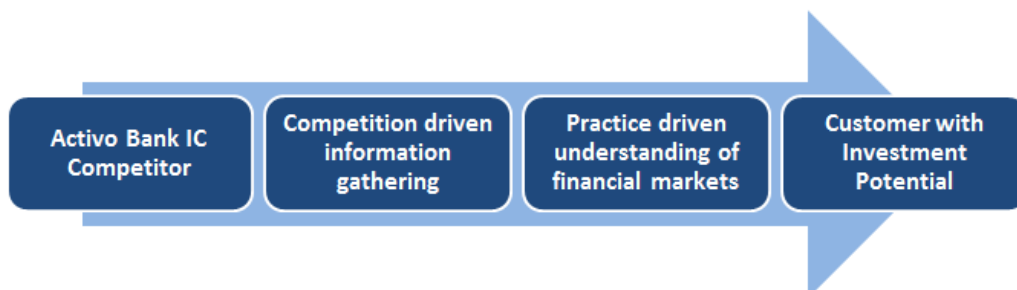 Activo Bank IC
Competitor
Competition driven
information
gathering
Practice driven
understanding of
financial markets
Customer with
Investment
Potential